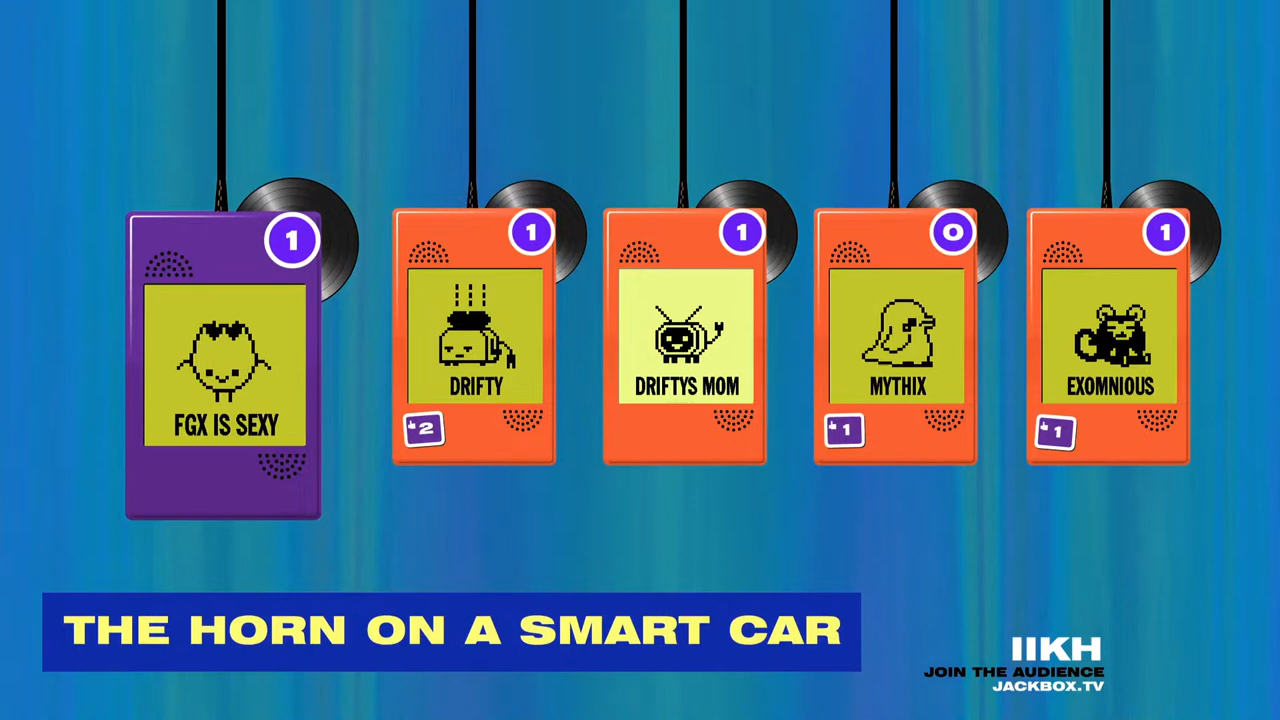 1
1
1
0
1
FGX IS SEXY
DRIFTY
DRIFTYS MOM
MYTHIX
EXOMNIOUS
2
1
1
THE HORN ON A SMART CAR
IIKH
JOIN THE AUDIENCE
JACKBOX.TV